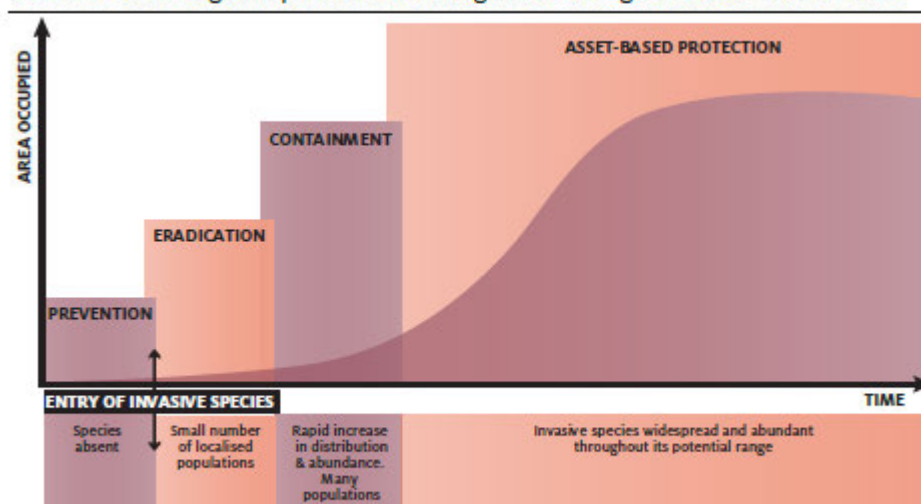 ASSET-BASED PROTECTION
AREA OCCUPIED
CONTAINMENT
ERADICATION
PREVENTION
ENTRY OF INVASIVE SPECIES
TIME
Species
absent
Small number
of localised
populations
Rapid increase
in distribution
& abundance.
Many
populations
Invasive species widespread and abundant
throughout its potential range